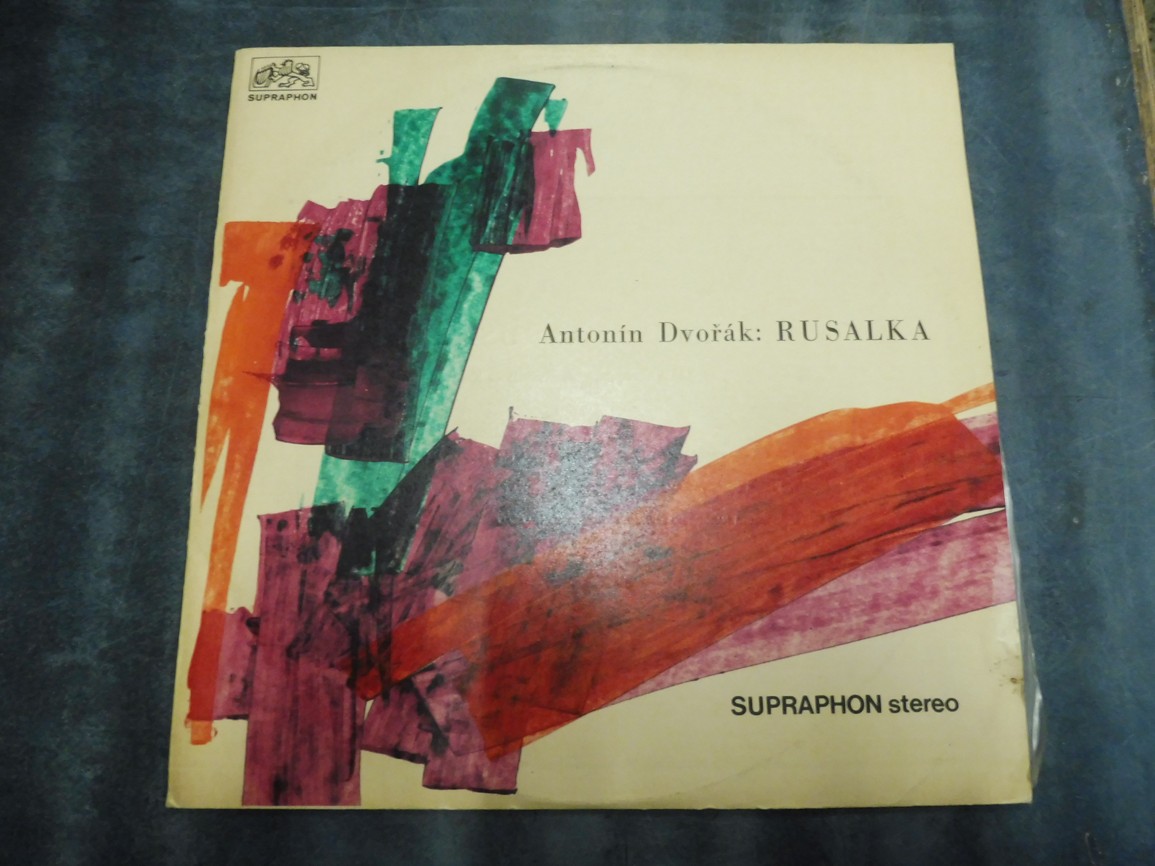 SUPRAPHON
Antonín Dvořák: RUSALKA
SUPRAPHON stereo